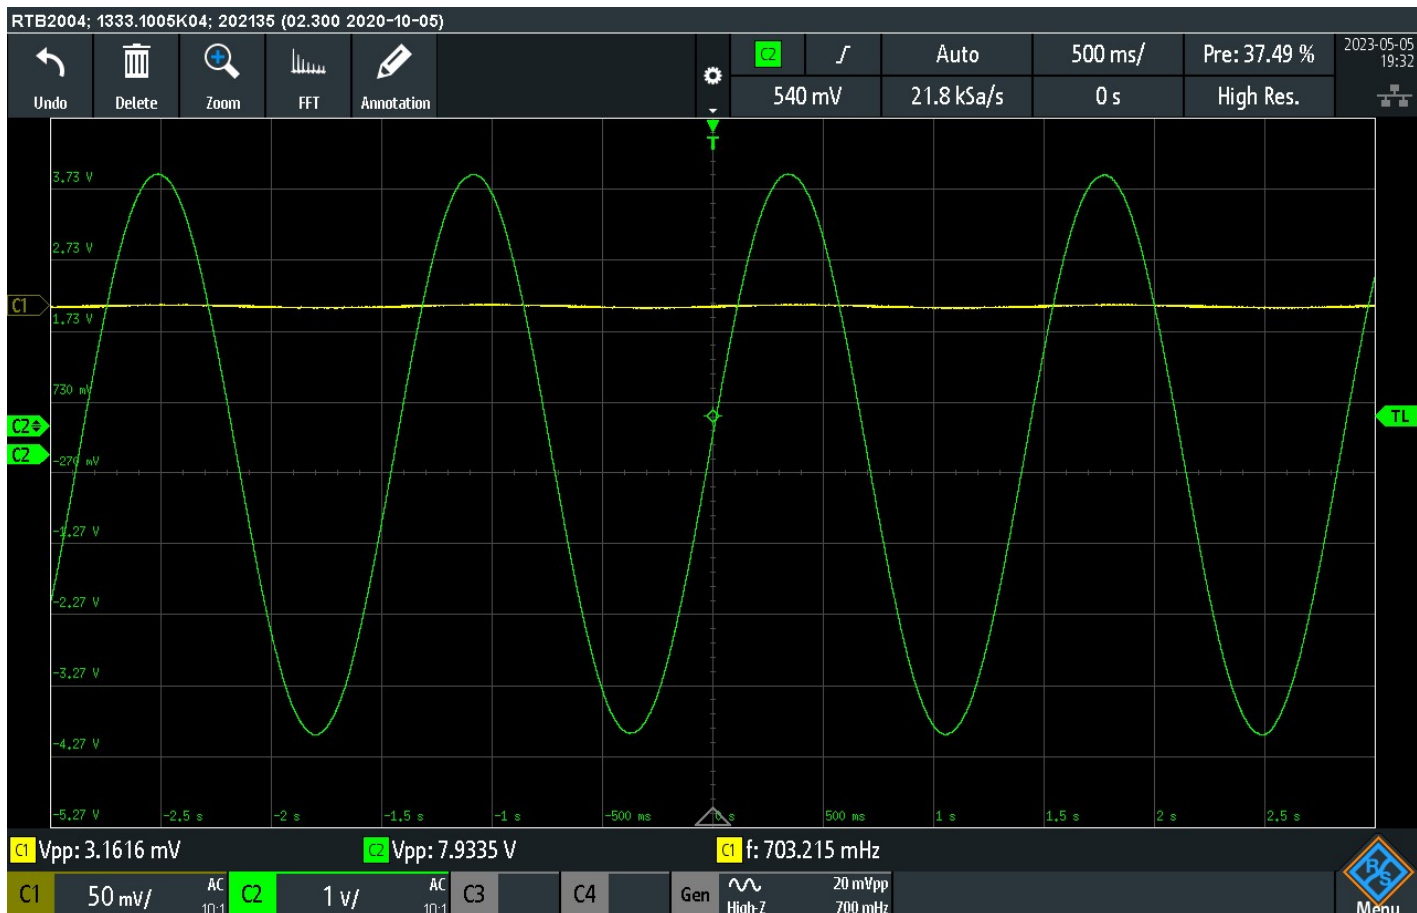 RTB2004; 1333.1005K04; 202135 (02.300 2020-10-05)
Undo Delete Zoom FFT Annotation
C2 Auto 500 ms/ Pre: 37.49 %
540 mV 21.8 kSa/s 0 s High Res.
2023-05-05
19:32
T
3.73 V
2.73 V
C1
1.73 V
730 mV
C2 TL
C2
-270 mV
-1.27 V
-2.27 V
-3.27 V
-4.27 V
-5.27 V -2.5 s -2 s -1.5 s -1 s -500 ms 0 s 500 ms 1 s 1.5 s 2 s 2.5 s
C1 Vpp: 3.1616 mV C2 Vpp: 7.9335 V C1 f: 703.215 mHz
R/S
C1 50 mV/ AC 10:1 C2 1 V/ AC 10:1 C3 C4 Gen High-Z 20 mVpp 700 mHz Menu